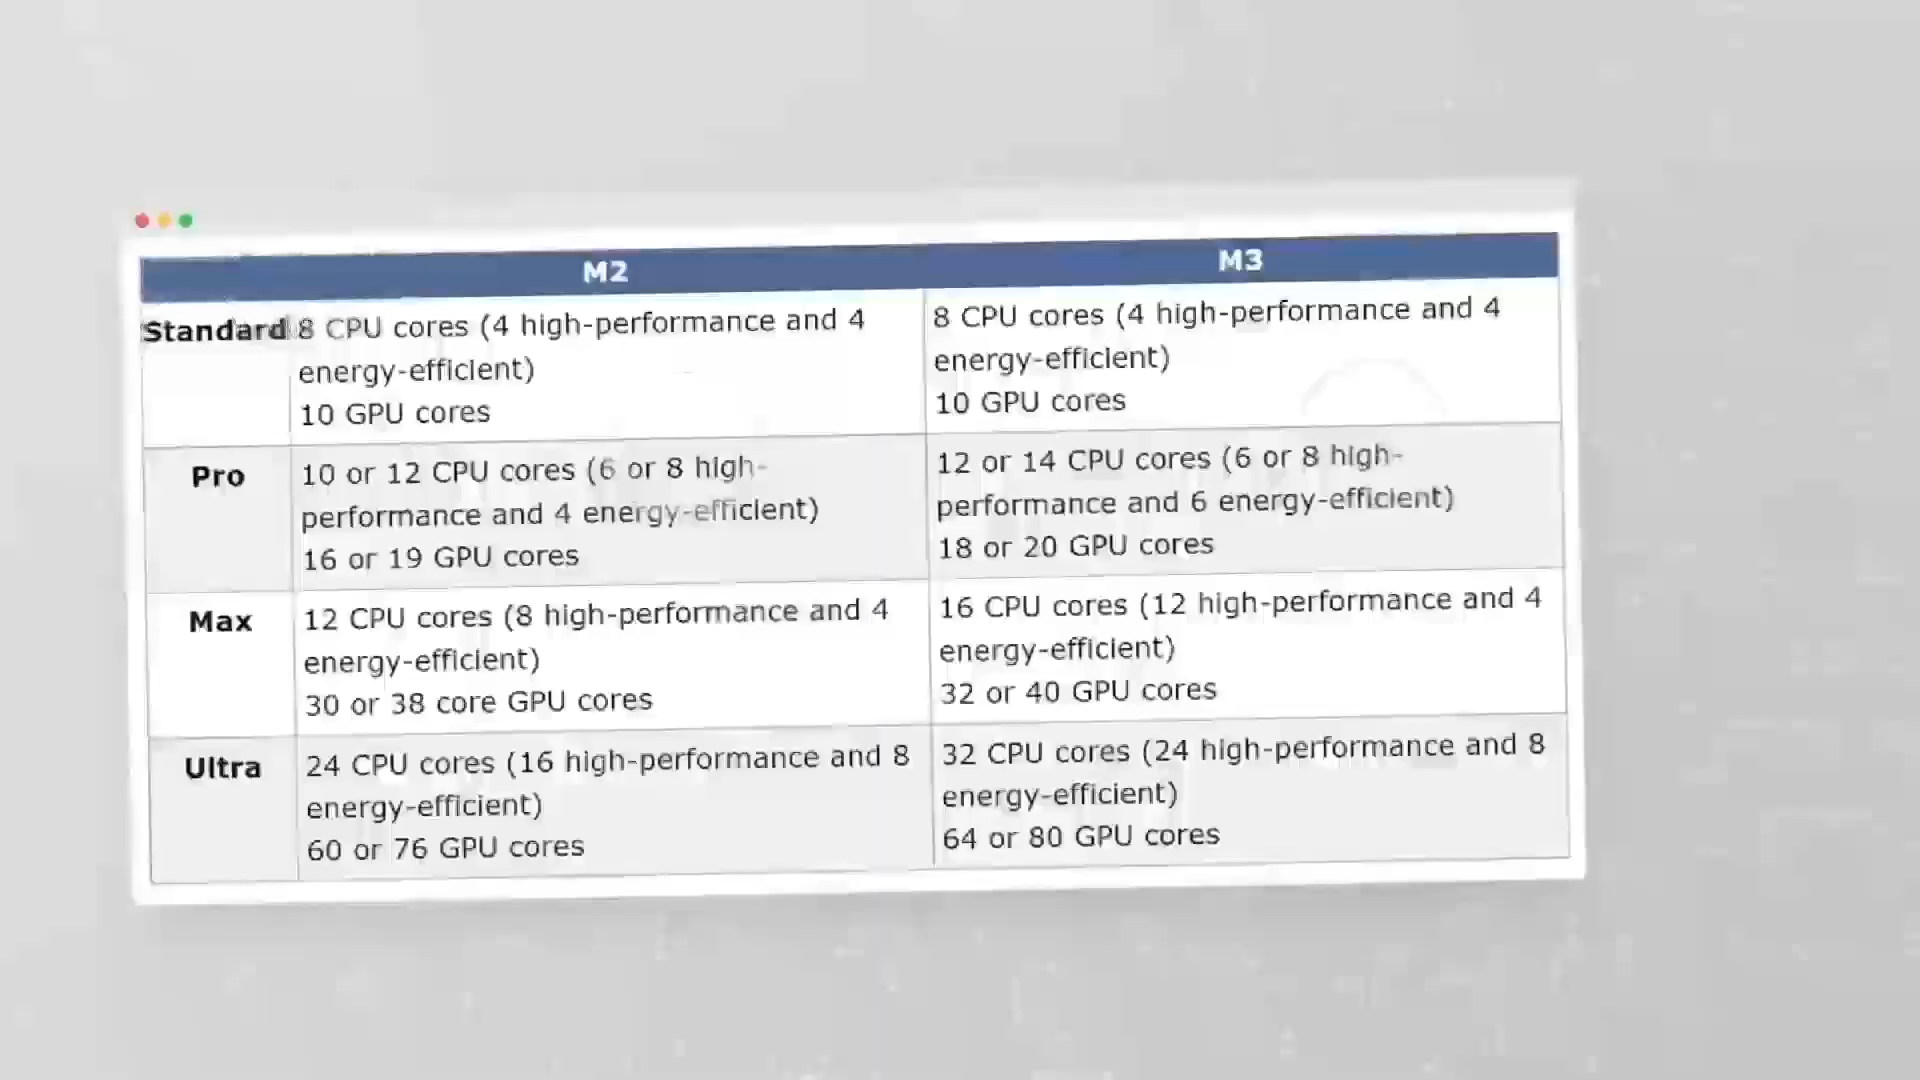 M2 M3
Standard 8 CPU cores (4 high-performance and 4 8 CPU cores (4 high-performance and 4
energy-efficient) energy-efficient)
10 GPU cores 10 GPU cores
Pro 10 or 12 CPU cores (6 or 8 high- 12 or 14 CPU cores (6 or 8 high-
performance and 4 energy-efficient) performance and 6 energy-efficient)
16 or 19 GPU cores 18 or 20 GPU cores
Max 12 CPU cores (8 high-performance and 4 16 CPU cores (12 high-performance and 4
energy-efficient) energy-efficient)
30 or 38 core GPU cores 32 or 40 GPU cores
Ultra 24 CPU cores (16 high-performance and 8 32 CPU cores (24 high-performance and 8
energy-efficient) energy-efficient)
60 or 76 GPU cores 64 or 80 GPU cores